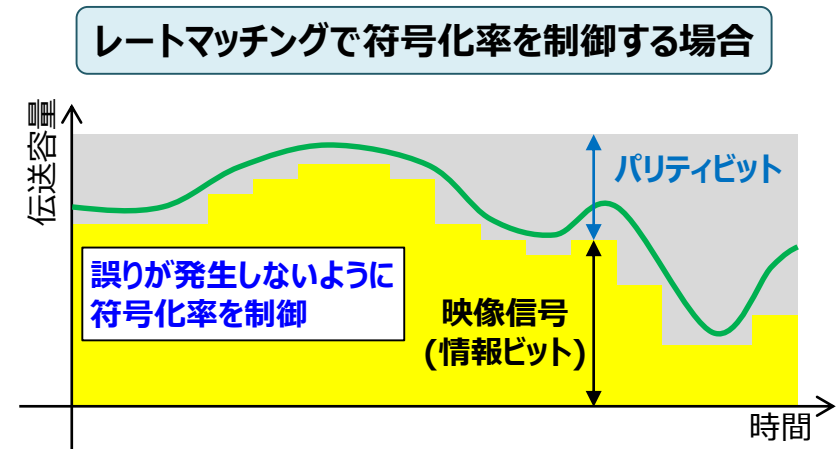 レートマッチングで符号化率を制御する場合
伝送容量
パリティビット
誤りが発生しないように
符号化率を制御
映像信号
(情報ビット)
時間